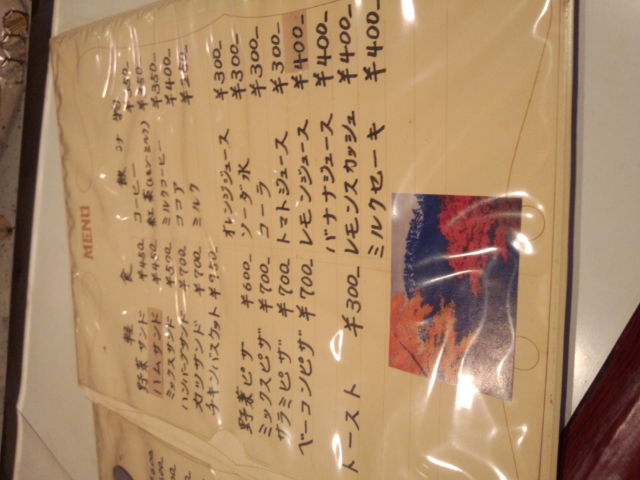 MENU
軽 食
野菜サンド ¥450
ハムサンド ¥450
ミックスサンド ¥500
ハンバーグサンド ¥700
カツサンド ¥700
チキンバスケット ¥750
野菜ピザ ¥600
ミックスピザ ¥700
サラミピザ ¥700
ベーコンピザ ¥700
トースト ¥300
飲
コーヒー
紅茶(レモン・ミルク) ¥350
ミルクコーヒー ¥350
ココア ¥400
ミルク
オレンジジュース ¥300
ソーダ水 ¥300
コーラ ¥300
トマトジュース ¥300
レモンジュース ¥400
バナナジュース ¥400
レモンスカッシュ ¥400
ミルクセーキ ¥400